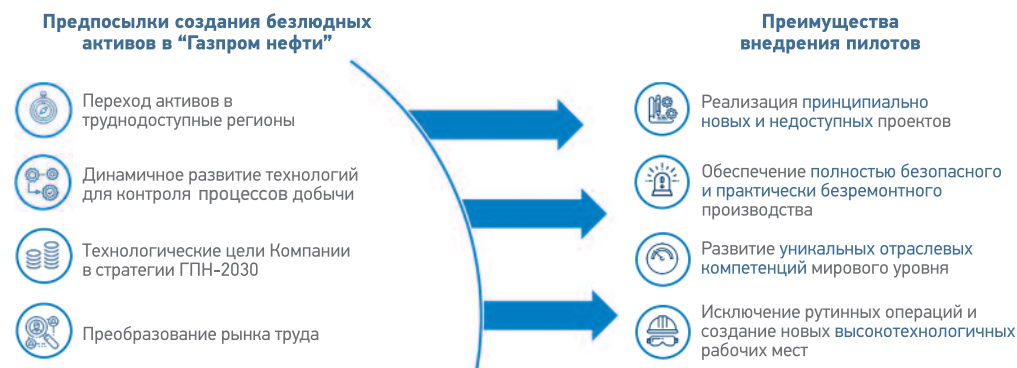 Предпосылки создания безлюдных
активов в “Газпром нефти”
Переход активов в
труднодоступные регионы
Динамичное развитие технологий
для контроля процессов добычи
Технологические цели Компании
в стратегии ГПН-2030
Преобразование рынка труда
Преимущества
внедрения пилотов
Реализация принципиально
новых и недоступных проектов
Обеспечение полностью безопасного
и практически безремонтного
производства
Развитие уникальных отраслевых
компетенций мирового уровня
Исключение рутинных операций и
создание новых высокотехнологичных
рабочих мест